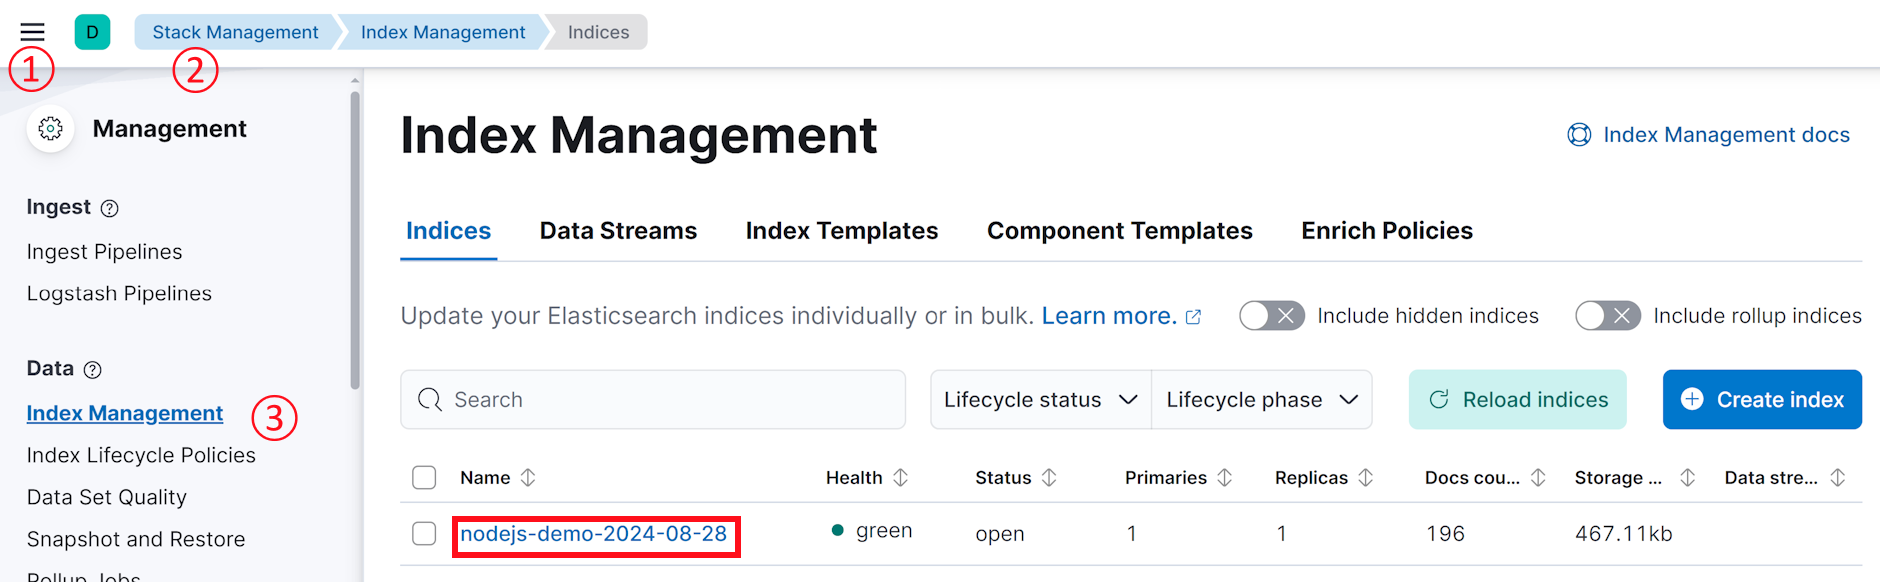 D
Stack Management
Index Management
Indices
①
②
Management
Ingest
Ingest Pipelines
Logstash Pipelines
Data
Index Management
③
Index Lifecycle Policies
Data Set Quality
Snapshot and Restore
Rollup Jobs
Index Management
Index Management docs
Indices Data Streams Index Templates Component Templates Enrich Policies
Update your Elasticsearch indices individually or in bulk. Learn more.
Include hidden indices
Include rollup indices
Search
Lifecycle status
Lifecycle phase
Reload indices
Create index
Name Health Status Primaries Replicas Docs cou... Storage ... Data stre...
nodejs-demo-2024-08-28 green open 1 1 196 467.11kb